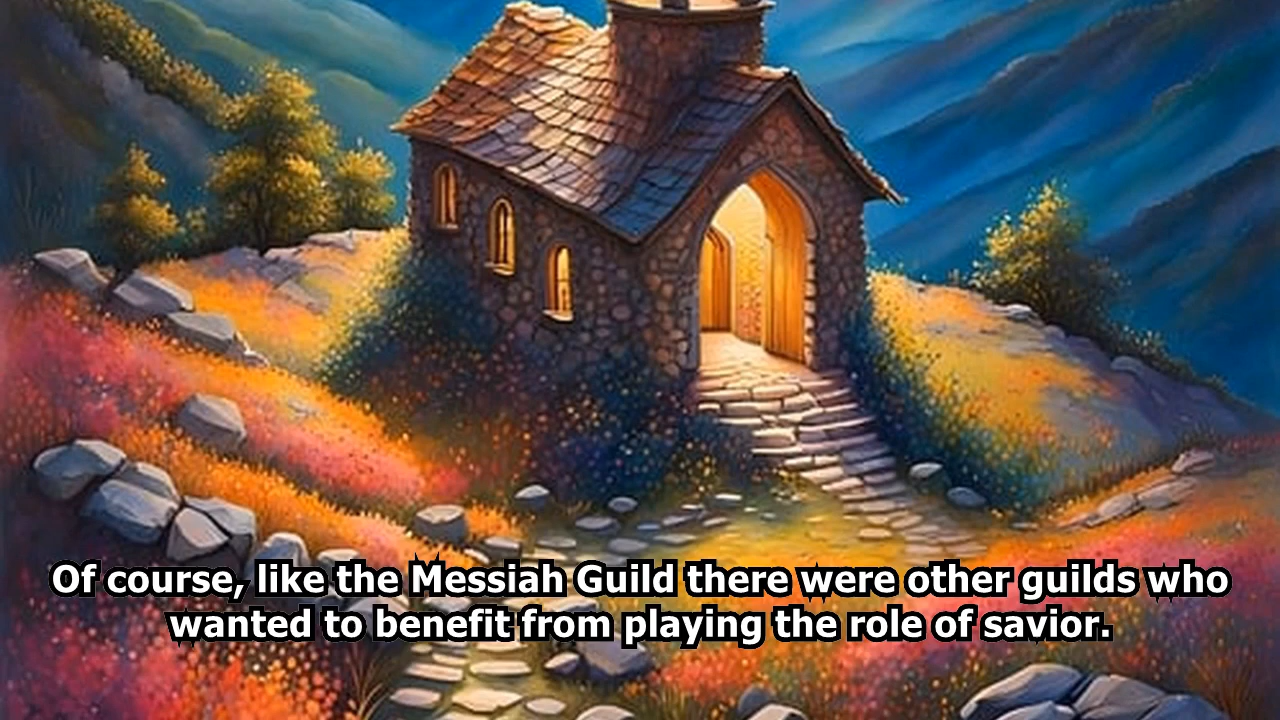 Of course, like the Messiah Guild there were other guilds who
wanted to benefit from playing the role of savior.